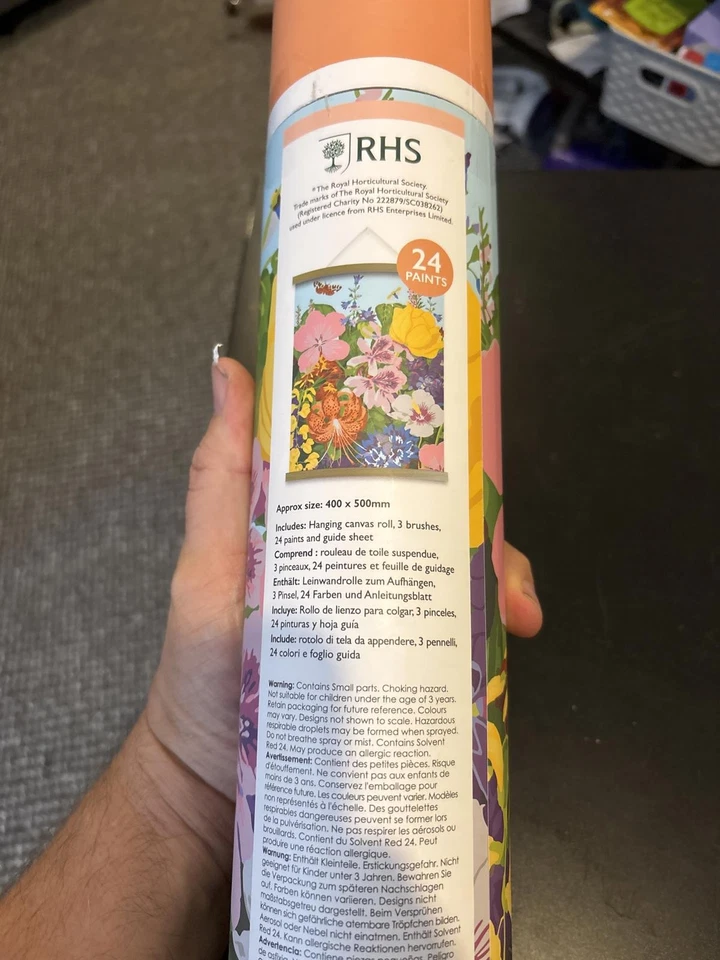 RHS
®The Royal Horticultural Society.
Trade marks of The Royal Horticultural Society
(Registered Charity No 222879/SC038262)
used under licence from RHS Enterprises Limited.
24
PAINTS
Approx size: 400 x 500mm
Includes: Hanging canvas roll, 3 brushes,
24 paints and guide sheet
Comprend : rouleau de toile suspendue,
3 pinceaux, 24 peintures et feuille de guidage
Enthält: Leinwandrolle zum Aufhängen,
3 Pinsel, 24 Farben und Anleitungsblatt
Incluye: Rollo de lienzo para colgar, 3 pinceles,
24 pinturas y hoja guía
Include: rotolo di tela da appendere, 3 pennelli,
24 colori e foglio guida
Warning: Contains Small parts. Choking hazard.
Not suitable for children under the age of 3 years.
Retain packaging for future reference. Colours
may vary. Designs not shown to scale. Hazardous
respirable droplets may be formed when sprayed.
Do not breathe spray or mist. Contains Solvent
Red 24. May produce an allergic reaction.
Avertissement: Contient des petites pièces. Risque
d'étouffement. Ne convient pas aux enfants de
moins de 3 ans. Conservez l'emballage pour
référence future. Les couleurs peuvent varier. Modèles
non représentés à l'échelle. Des gouttelettes
respirables dangereuses peuvent se former lors
de la pulvérisation. Ne pas respirer les aérosols ou
brouillards. Contient du Solvent Red 24. Peut
produire une réaction allergique.
Warnung: Enthält Kleinteile. Erstickungsgefahr. Nicht
geeignet für Kinder unter 3 Jahren. Bewahren Sie
die Verpackung zum späteren Nachschlagen
auf. Farben können variieren. Designs nicht
maßstabsgetreu dargestellt. Beim Versprühen
können sich gefährliche atembare Tröpfchen bilden.
Aerosol oder Nebel nicht einatmen. Enthält Solvent
Red 24. Kann allergische Reaktionen hervorrufen.
Advertencia: Contiene piezas pequeñas. Peligro